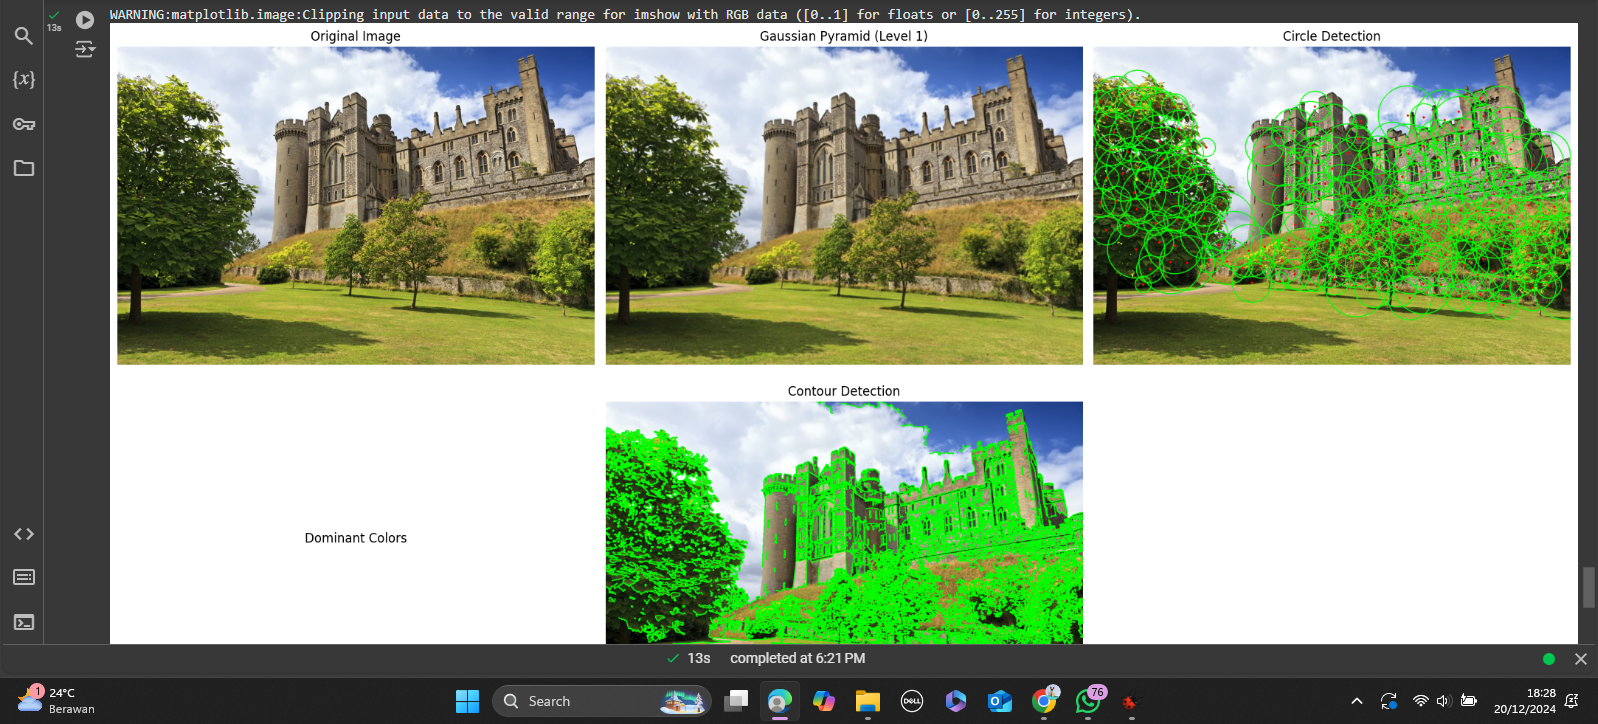 WARNING:matplotlib.image:Clipping input data to the valid range for imshow with RGB data ([0..1] for floats or [0..255] for integers).
13s
{x}
Original Image
Gaussian Pyramid (Level 1)
Circle Detection
Contour Detection
Dominant Colors
13s completed at 6:21 PM
1
24°C
Berawan
Search
DELL
76
18:28
20/12/2024